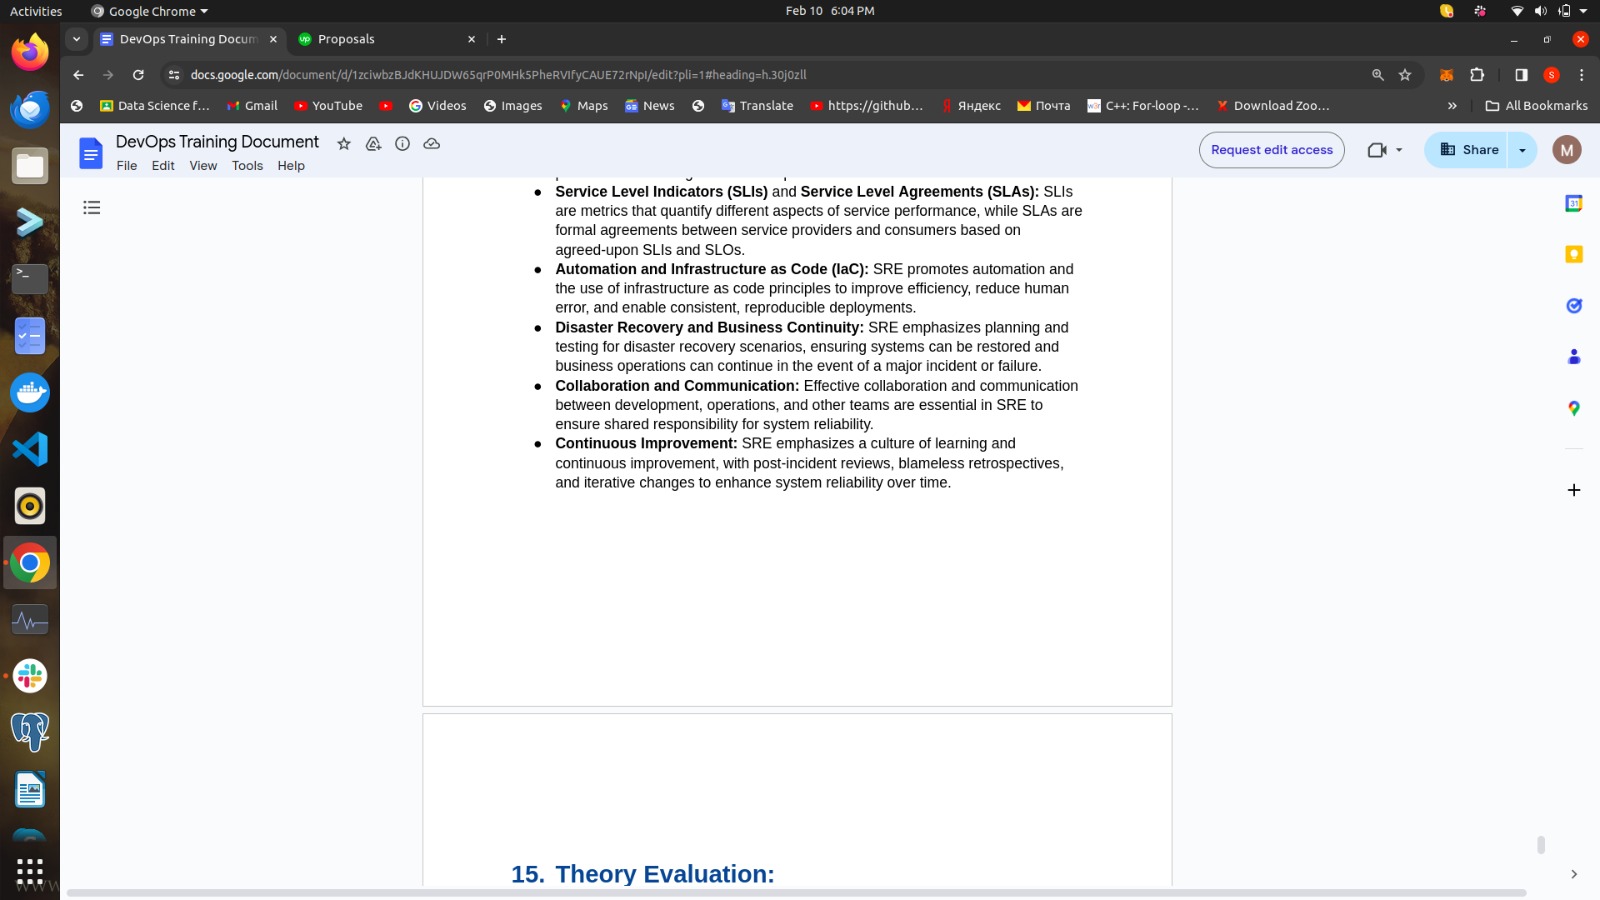 Activities
Google Chrome
Feb 10 6:04 PM
DevOps Training Docum
Proposals
docs.google.com/document/d/1zciwbzBJdKHUJDW65qrP0MHk5PheRVIfyCAUE72rNpI/edit?pli=1#heading=h.30j0zll
S
Data Science f...
Gmail
YouTube
Videos
Images
Maps
News
Translate
https://github...
Яндекс
Почта
C++: For-loop -...
Download Zoo...
All Bookmarks
DevOps Training Document
File Edit View Tools Help
Request edit access
Share
M
Service Level Indicators (SLIs) and Service Level Agreements (SLAs): SLIs
are metrics that quantify different aspects of service performance, while SLAs are
formal agreements between service providers and consumers based on
agreed-upon SLIs and SLOs.
Automation and Infrastructure as Code (IaC): SRE promotes automation and
the use of infrastructure as code principles to improve efficiency, reduce human
error, and enable consistent, reproducible deployments.
Disaster Recovery and Business Continuity: SRE emphasizes planning and
testing for disaster recovery scenarios, ensuring systems can be restored and
business operations can continue in the event of a major incident or failure.
Collaboration and Communication: Effective collaboration and communication
between development, operations, and other teams are essential in SRE to
ensure shared responsibility for system reliability.
Continuous Improvement: SRE emphasizes a culture of learning and
continuous improvement, with post-incident reviews, blameless retrospectives,
and iterative changes to enhance system reliability over time.
15. Theory Evaluation: